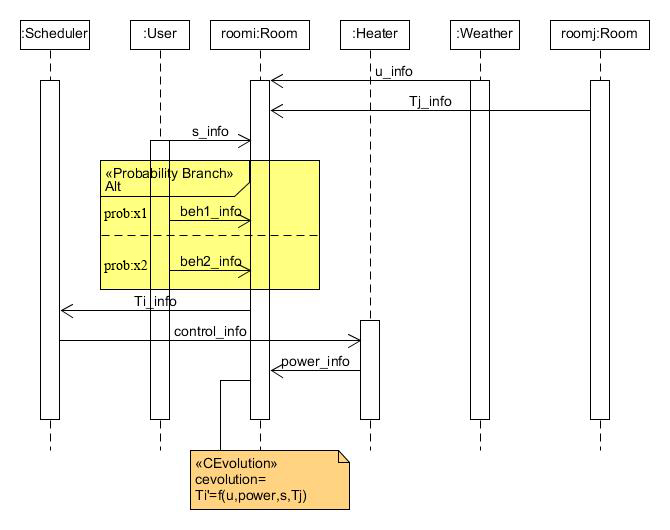 :Scheduler
:User
roomi:Room
:Heater
:Weather
roomj:Room
u_info
Tj_info
s_info
«Probability Branch»
Alt
prob:x1
beh1_info
prob:x2
beh2_info
Ti_info
control_info
power_info
«CEvolution»
cevolution=
Ti'=f(u,power,s,Tj)